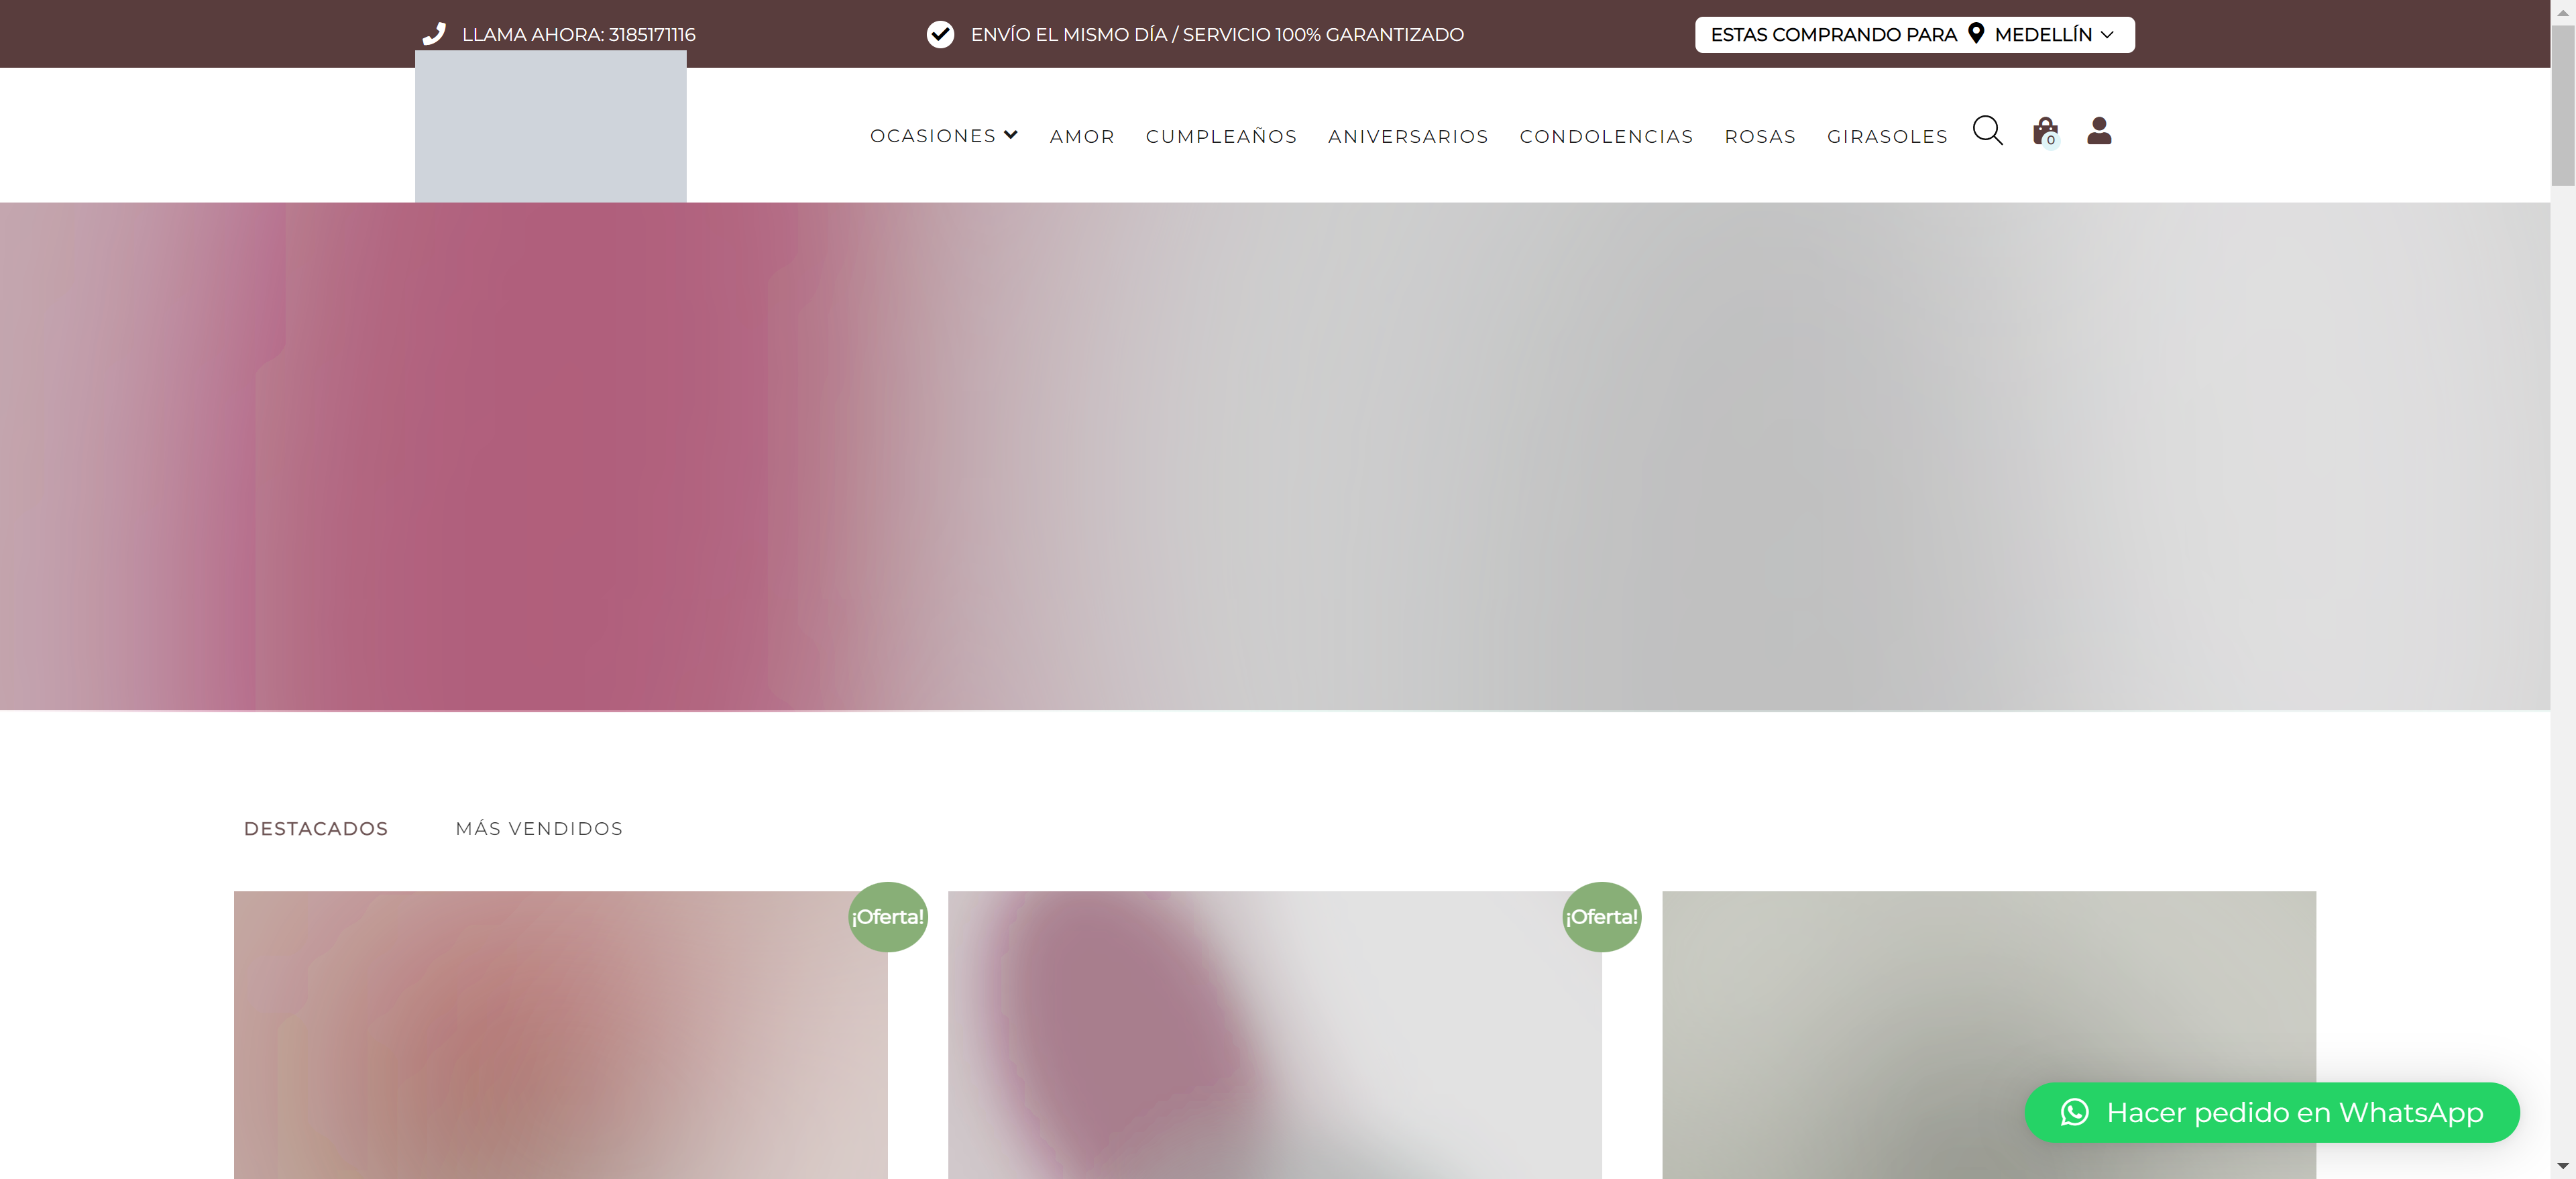 LLAMA AHORA: 3185171116
ENVÍO EL MISMO DÍA / SERVICIO 100% GARANTIZADO
ESTAS COMPRANDO PARA MEDELLÍN
OCASIONES AMOR CUMPLEAÑOS ANIVERSARIOS CONDOLENCIAS ROSAS GIRASOLES
0
DESTACADOS MÁS VENDIDOS
¡Oferta!
¡Oferta!
Hacer pedido en WhatsApp